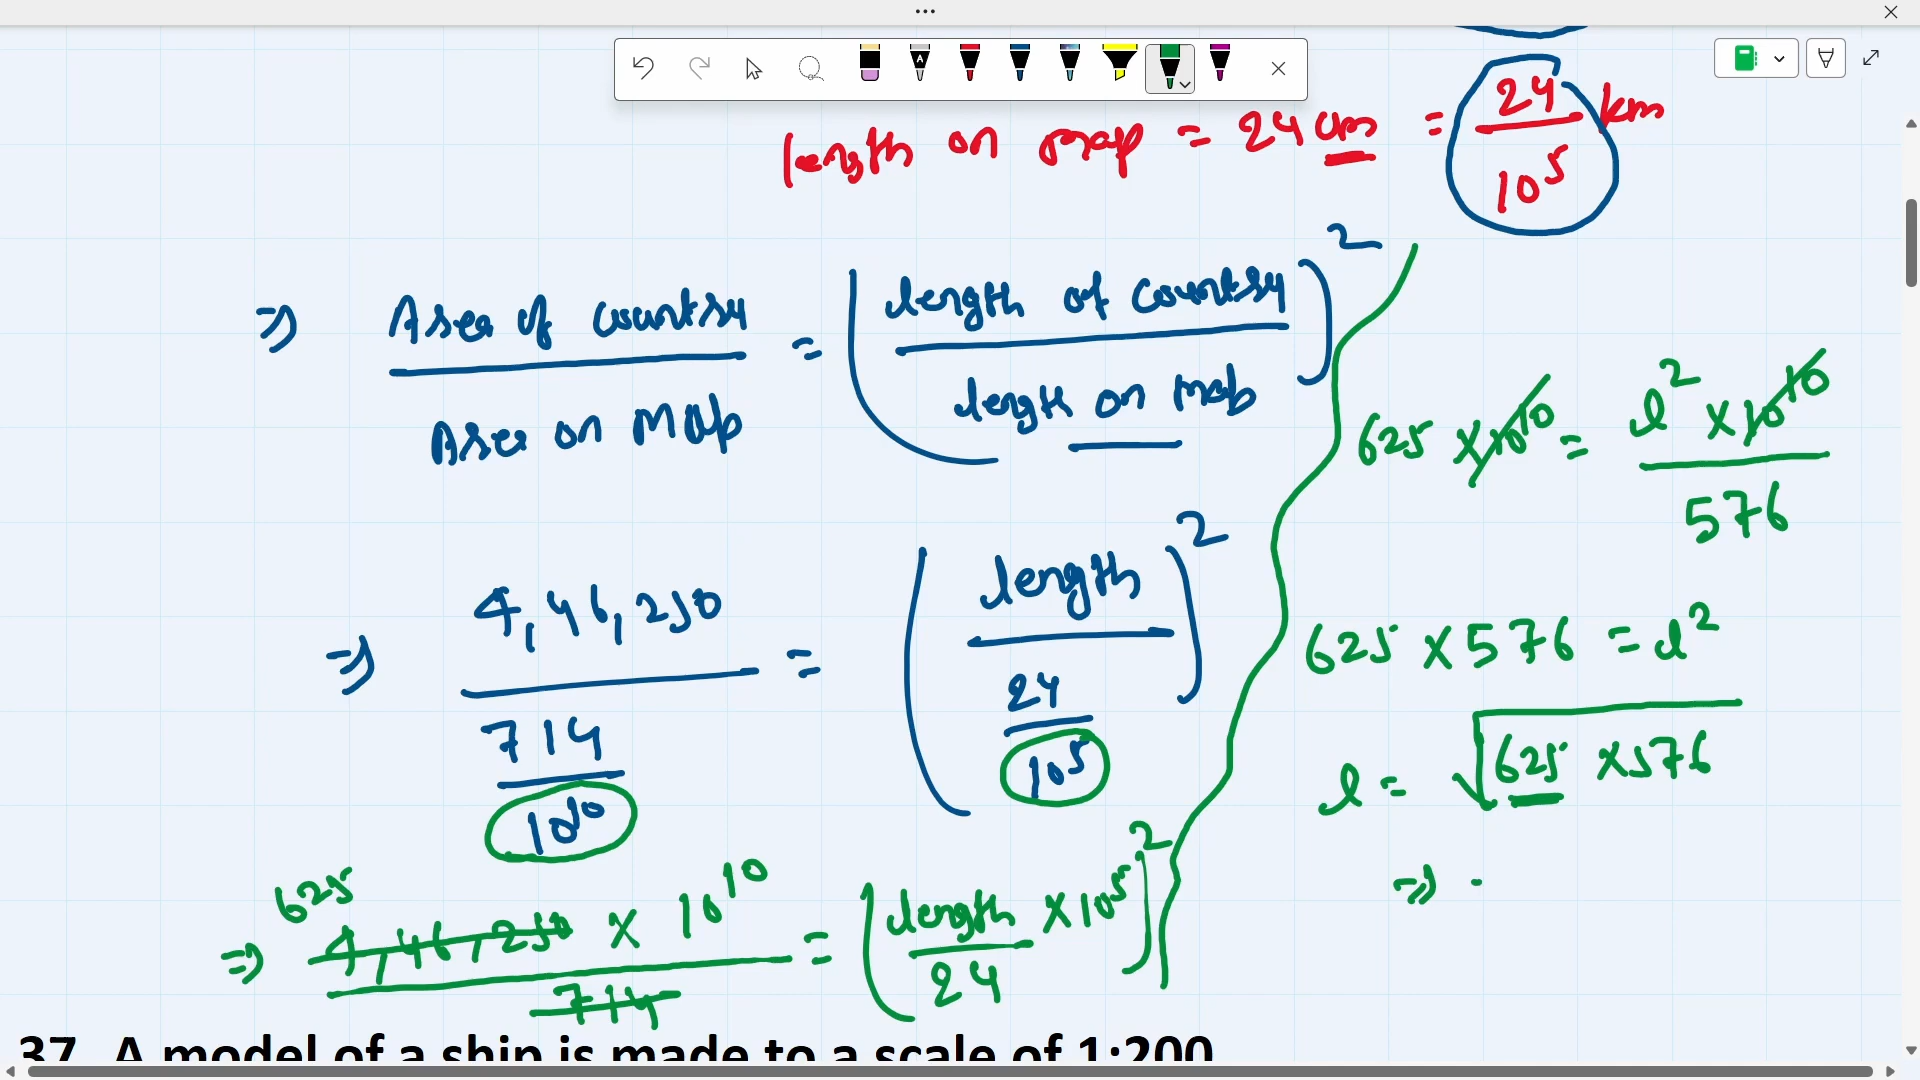 length on map = 24 cm = 24/10^5 km
=> Area of country / Area on Map = (length of country / length on Map)^2
=> 4,46,250 / (714 / 10^10) = (length / (24 / 10^5))^2
=> 4,46,250 × 10^10 / 714 = (length / 24 × 10^5)^2
625
625 × 10^10 = l^2 × 10^10 / 576
625 × 576 = l^2
l = √625 × 576
=>
37. A model of a ship is made to a scale of 1:200